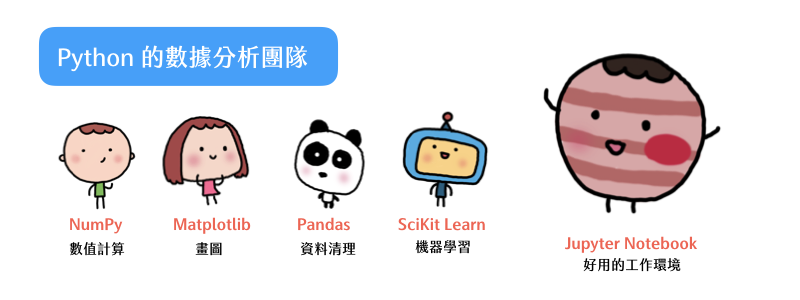 Python 的數據分析團隊
NumPy
數值計算
Matplotlib
畫圖
Pandas
資料清理
SciKit Learn
機器學習
Jupyter Notebook
好用的工作環境